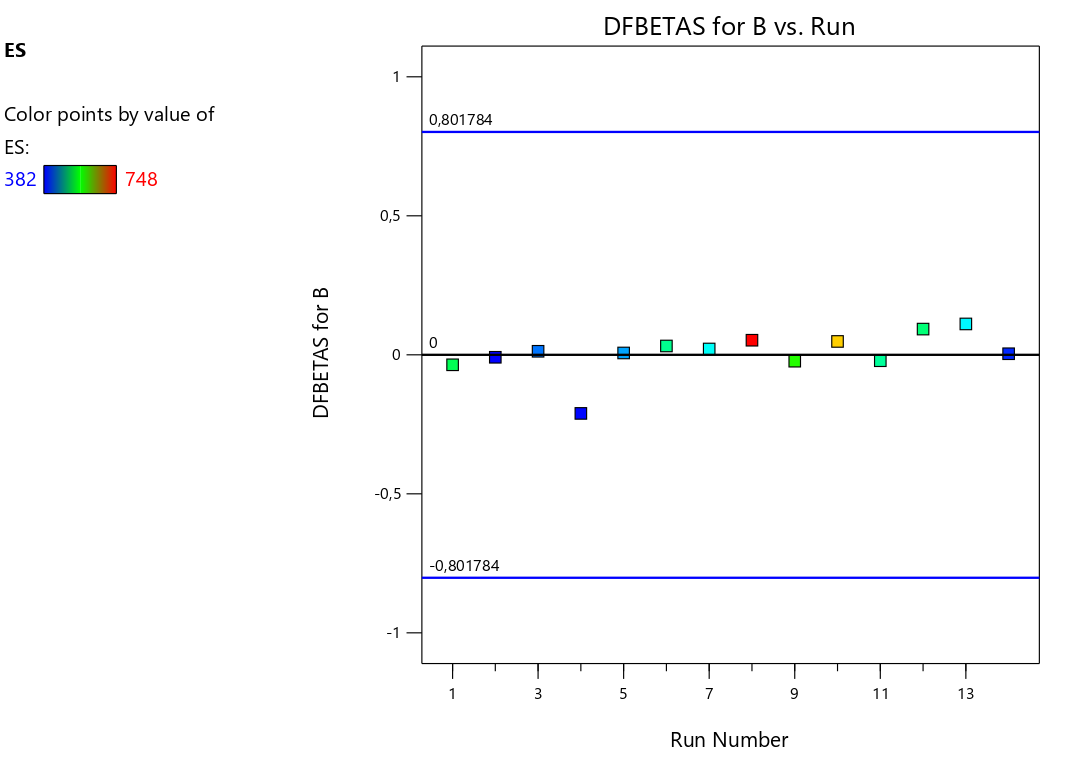 DFBETAS for B vs. Run
ES
Color points by value of
ES:
382 748
1
0,801784
0,5
DFBETAS for B
0
0
-0,5
-0,801784
-1
1 3 5 7 9 11 13
Run Number